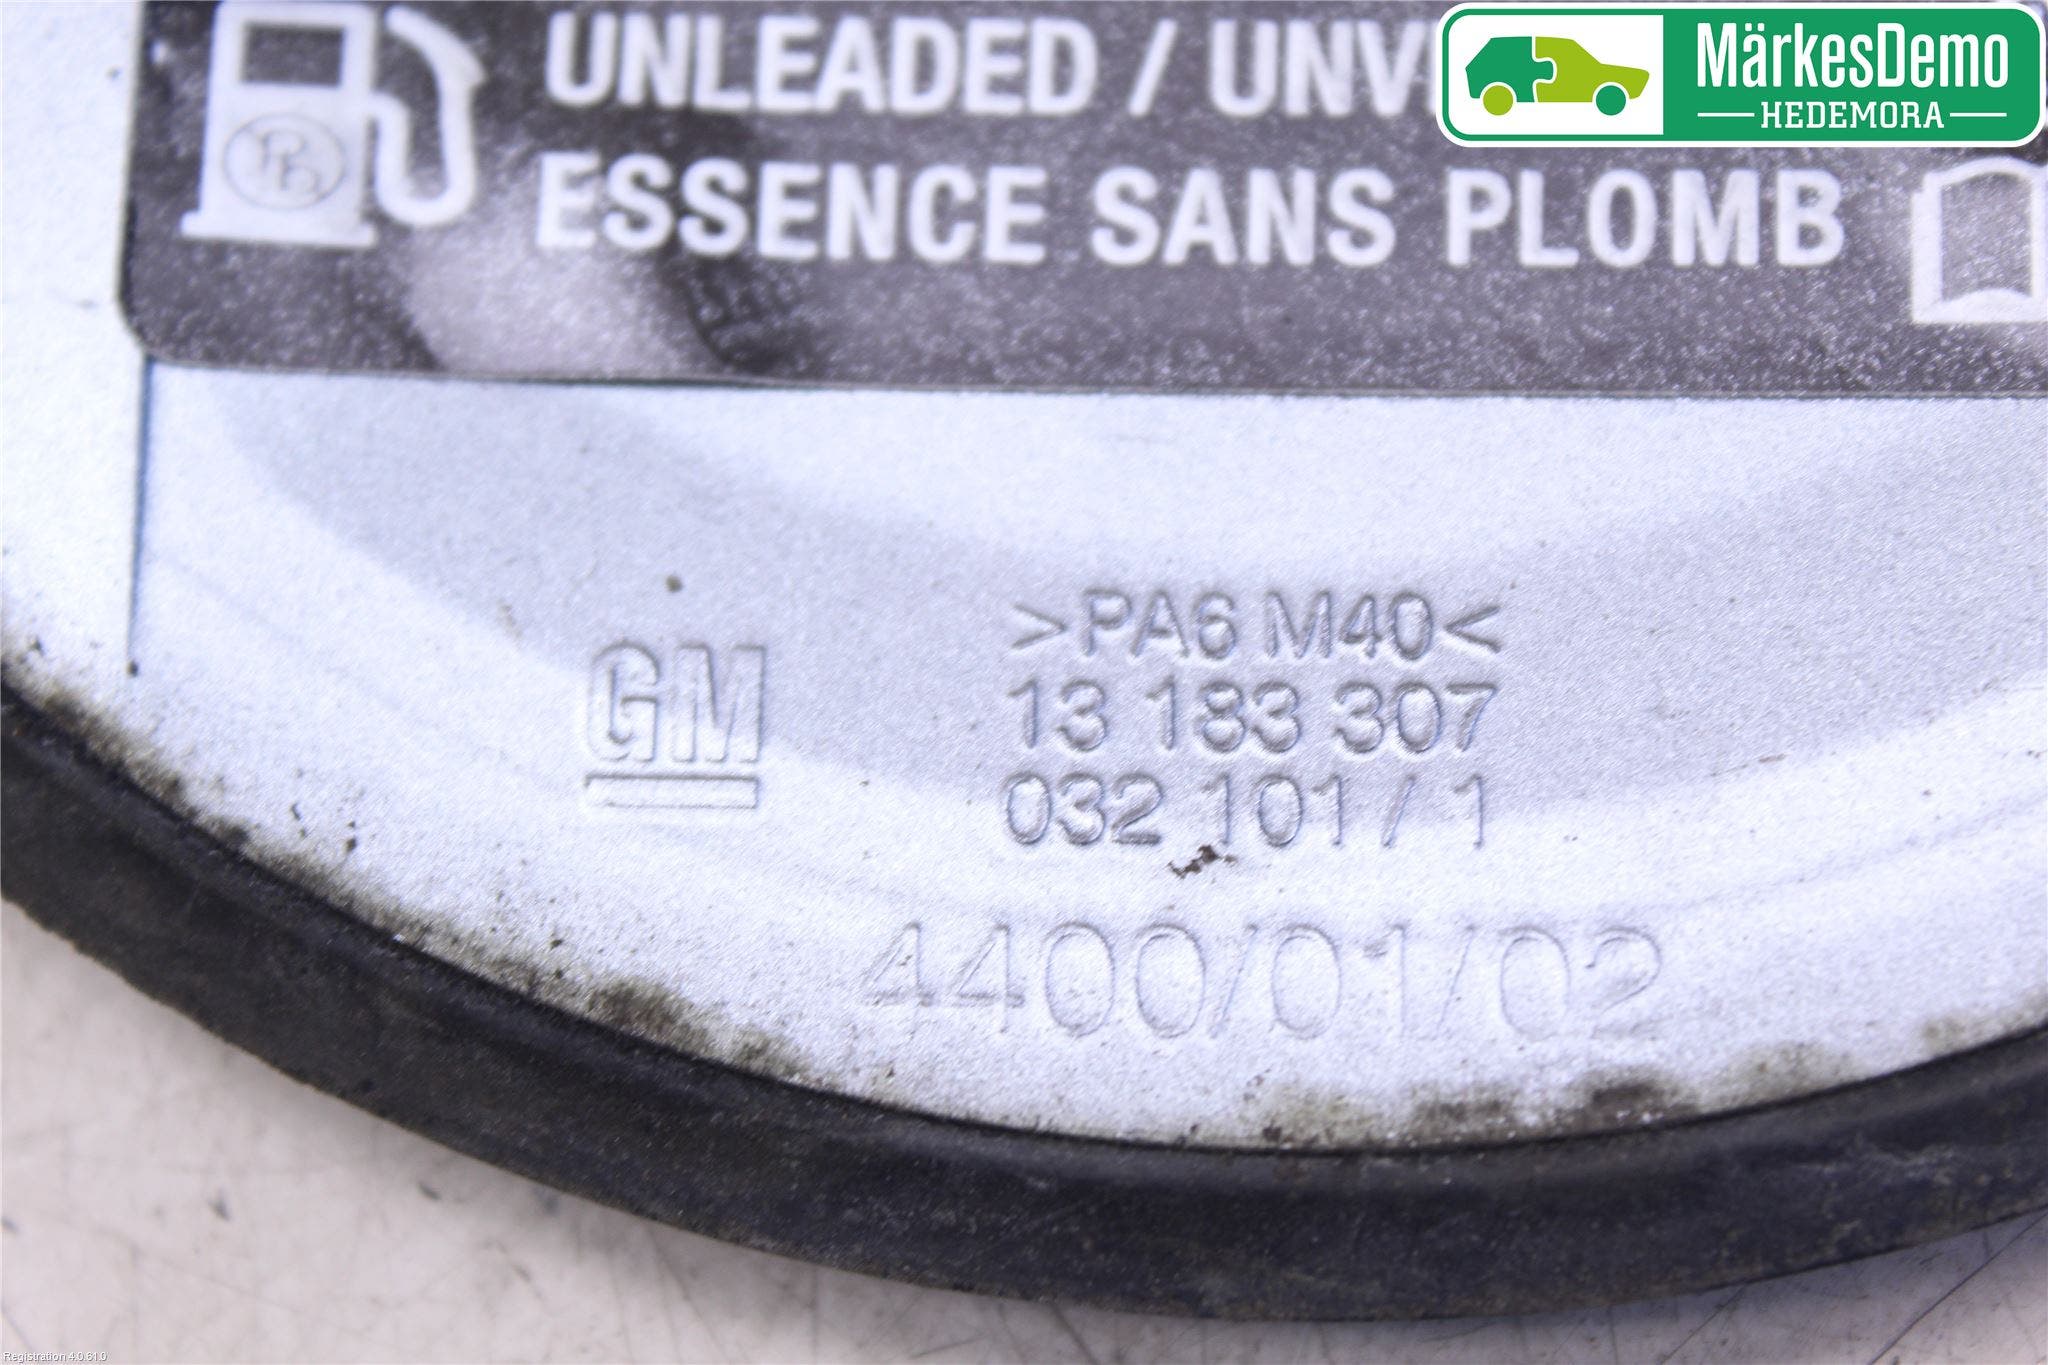 UNLEADED / UNV
ESSENCE SANS PLOMB
MärkesDemo
HEDEMORA
>PA6 M40<
GM
13 183 307
032 101 / 1
4400/01/02
Registration 4.0.61.0